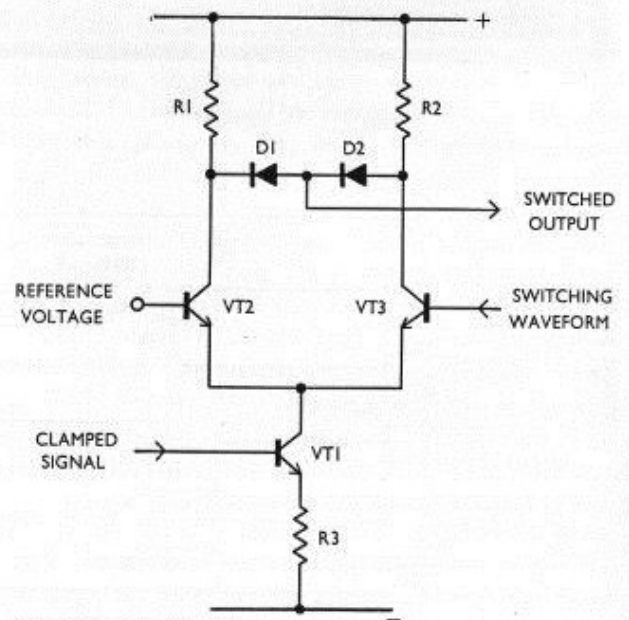 +
R1
R2
D1
D2
SWITCHED
OUTPUT
REFERENCE
VOLTAGE
VT2
VT3
SWITCHING
WAVEFORM
CLAMPED
SIGNAL
VT1
R3
−